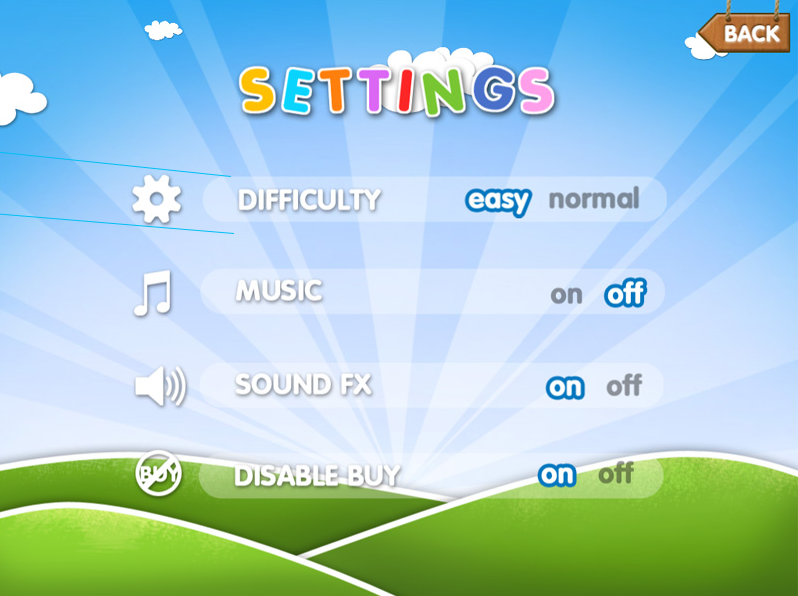 BACK
SETTINGS
DIFFICULTY easy normal
MUSIC on off
SOUND FX on off
BUY DISABLE BUY on off